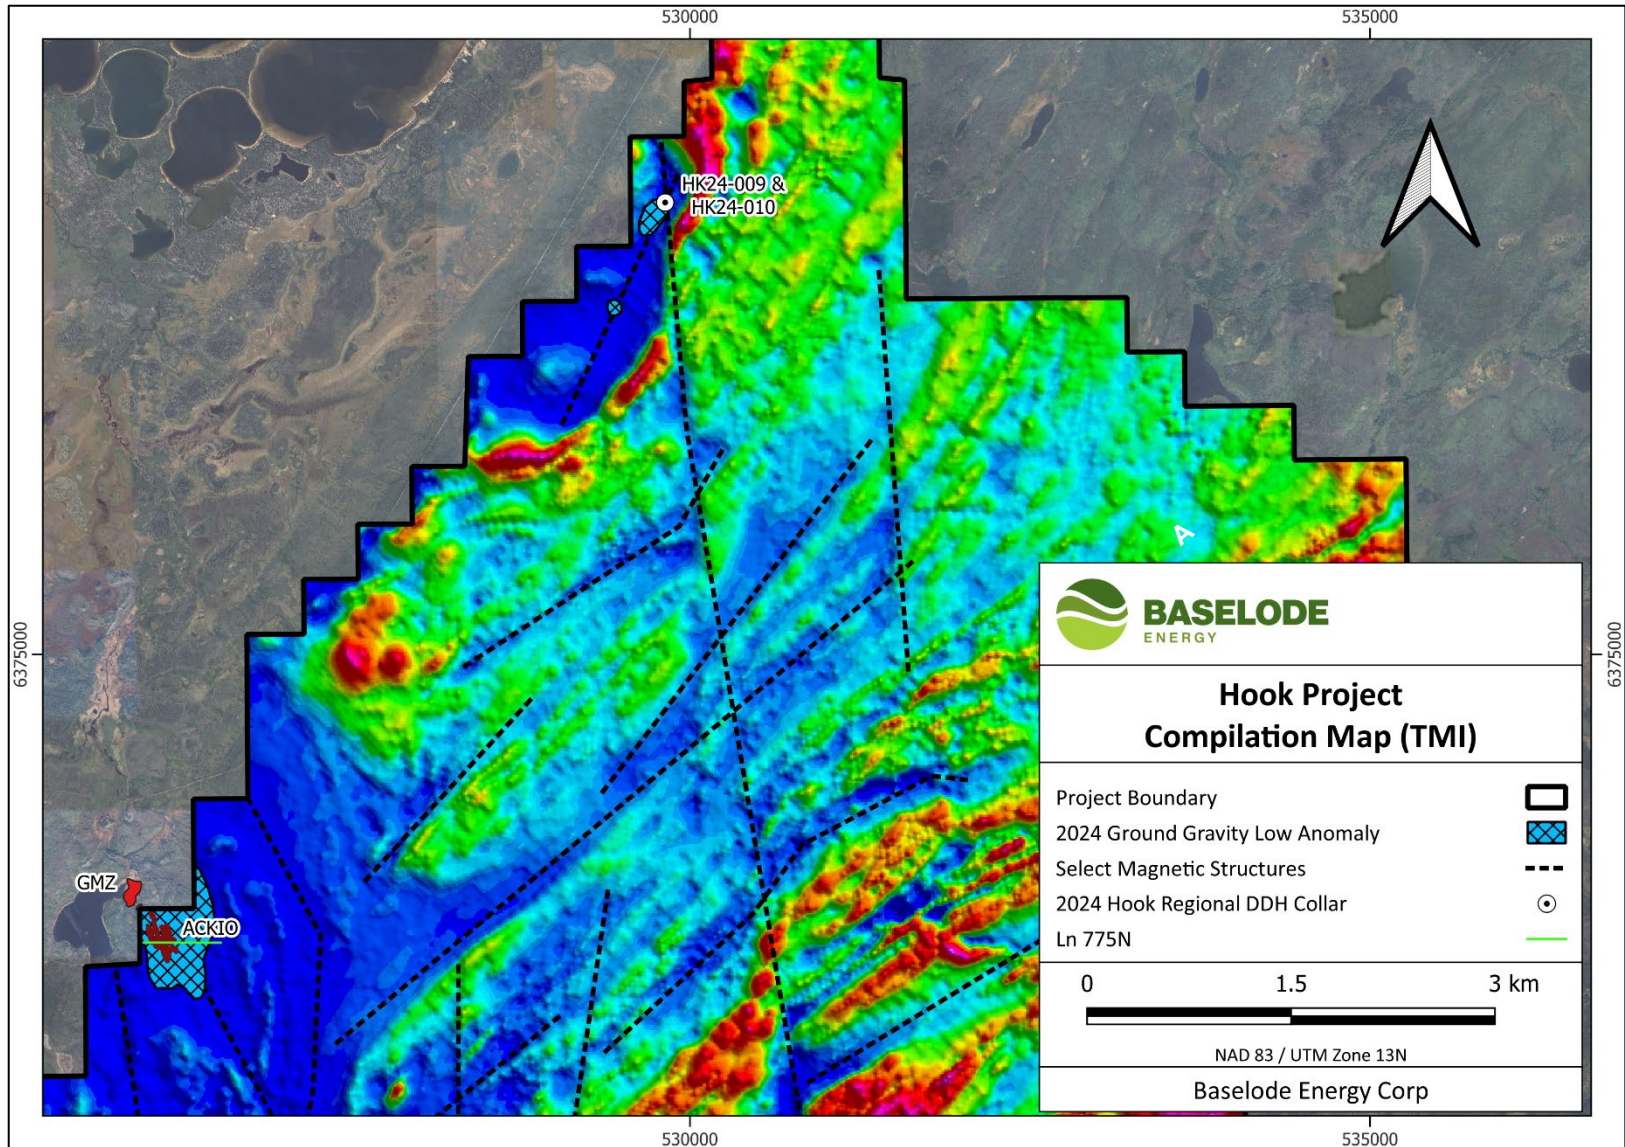 530000
535000
HK24-009 &
HK24-010
A
6375000
6375000
BASELODE
ENERGY
Hook Project
Compilation Map (TMI)
Project Boundary
2024 Ground Gravity Low Anomaly
Select Magnetic Structures
2024 Hook Regional DDH Collar
Ln 775N
GMZ
ACKIO
0 1.5 3 km
NAD 83 / UTM Zone 13N
Baselode Energy Corp
530000
535000